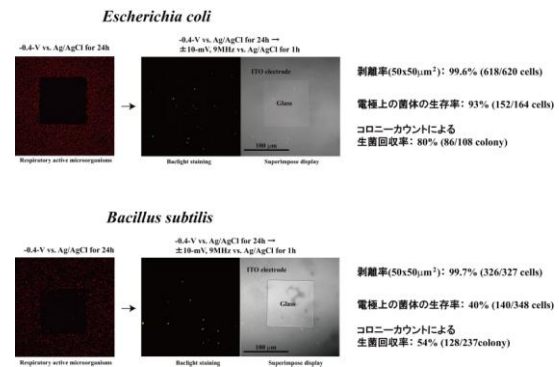 Escherichia coli
-0.4-V vs. Ag/AgCl for 24h
-0.4-V vs. Ag/AgCl for 24h →
±10-mV, 9MHz vs. Ag/AgCl for 1h
ITO electrode
Glass
100 μm
Respiratory active microorganisms
Baclight staining
Superimpose display
剥離率(50x50μm²): 99.6% (618/620 cells)
電極上の菌体の生存率: 93% (152/164 cells)
コロニーカウントによる
生菌回収率: 80% (86/108 colony)
Bacillus subtilis
-0.4-V vs. Ag/AgCl for 24h
-0.4-V vs. Ag/AgCl for 24h →
±10-mV, 9MHz vs. Ag/AgCl for 1h
ITO electrode
Glass
100 μm
Respiratory active microorganisms
Baclight staining
Superimpose display
剥離率(50x50μm²): 99.7% (326/327 cells)
電極上の菌体の生存率: 40% (140/348 cells)
コロニーカウントによる
生菌回収率: 54% (128/237colony)